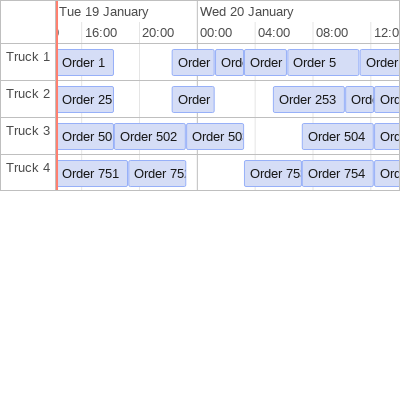 Tue 19 January Wed 20 January
16:00 20:00 00:00 04:00 08:00 12:0
Truck 1 Order 1 Order Ord Order Order 5 Order
Truck 2 Order 25 Order Order 253 Ord Ord
Truck 3 Order 50 Order 502 Order 50 Order 504 Ord
Truck 4 Order 751 Order 75 Order 75 Order 754 Ord